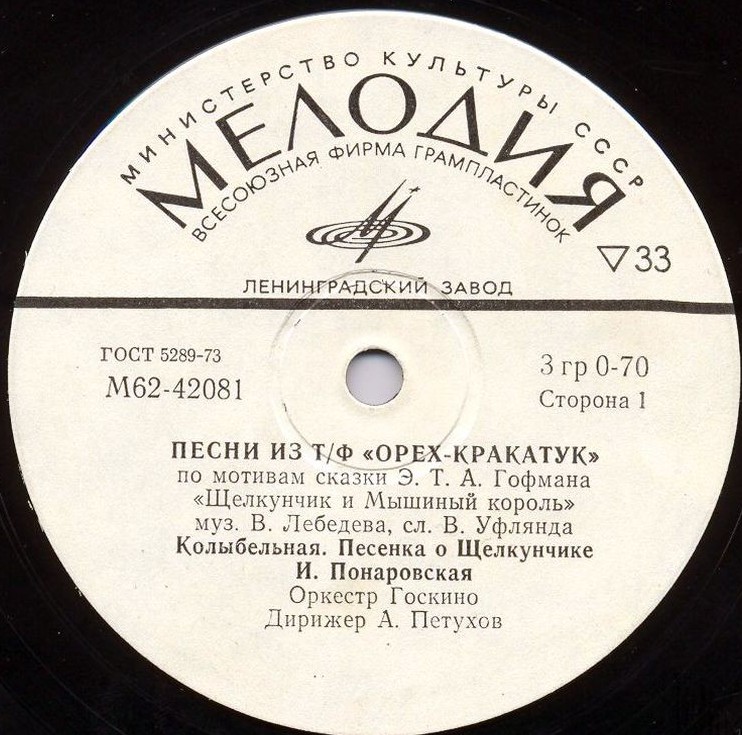 МИНИСТЕРСТВО КУЛЬТУРЫ СССР
МЕЛОДИЯ
ВСЕСОЮЗНАЯ ФИРМА ГРАМПЛАСТИНОК
▽33
ЛЕНИНГРАДСКИЙ ЗАВОД
ГОСТ 5289-73
М62-42081
3 гр 0-70
Сторона 1
ПЕСНИ ИЗ Т/Ф «ОРЕХ-КРАКАТУК»
по мотивам сказки Э. Т. А. Гофмана
«Щелкунчик и Мышиный король»
муз. В. Лебедева, сл. В. Уфлянда
Колыбельная. Песенка о Щелкунчике
И. Понаровская
Оркестр Госкино
Дирижер А. Петухов